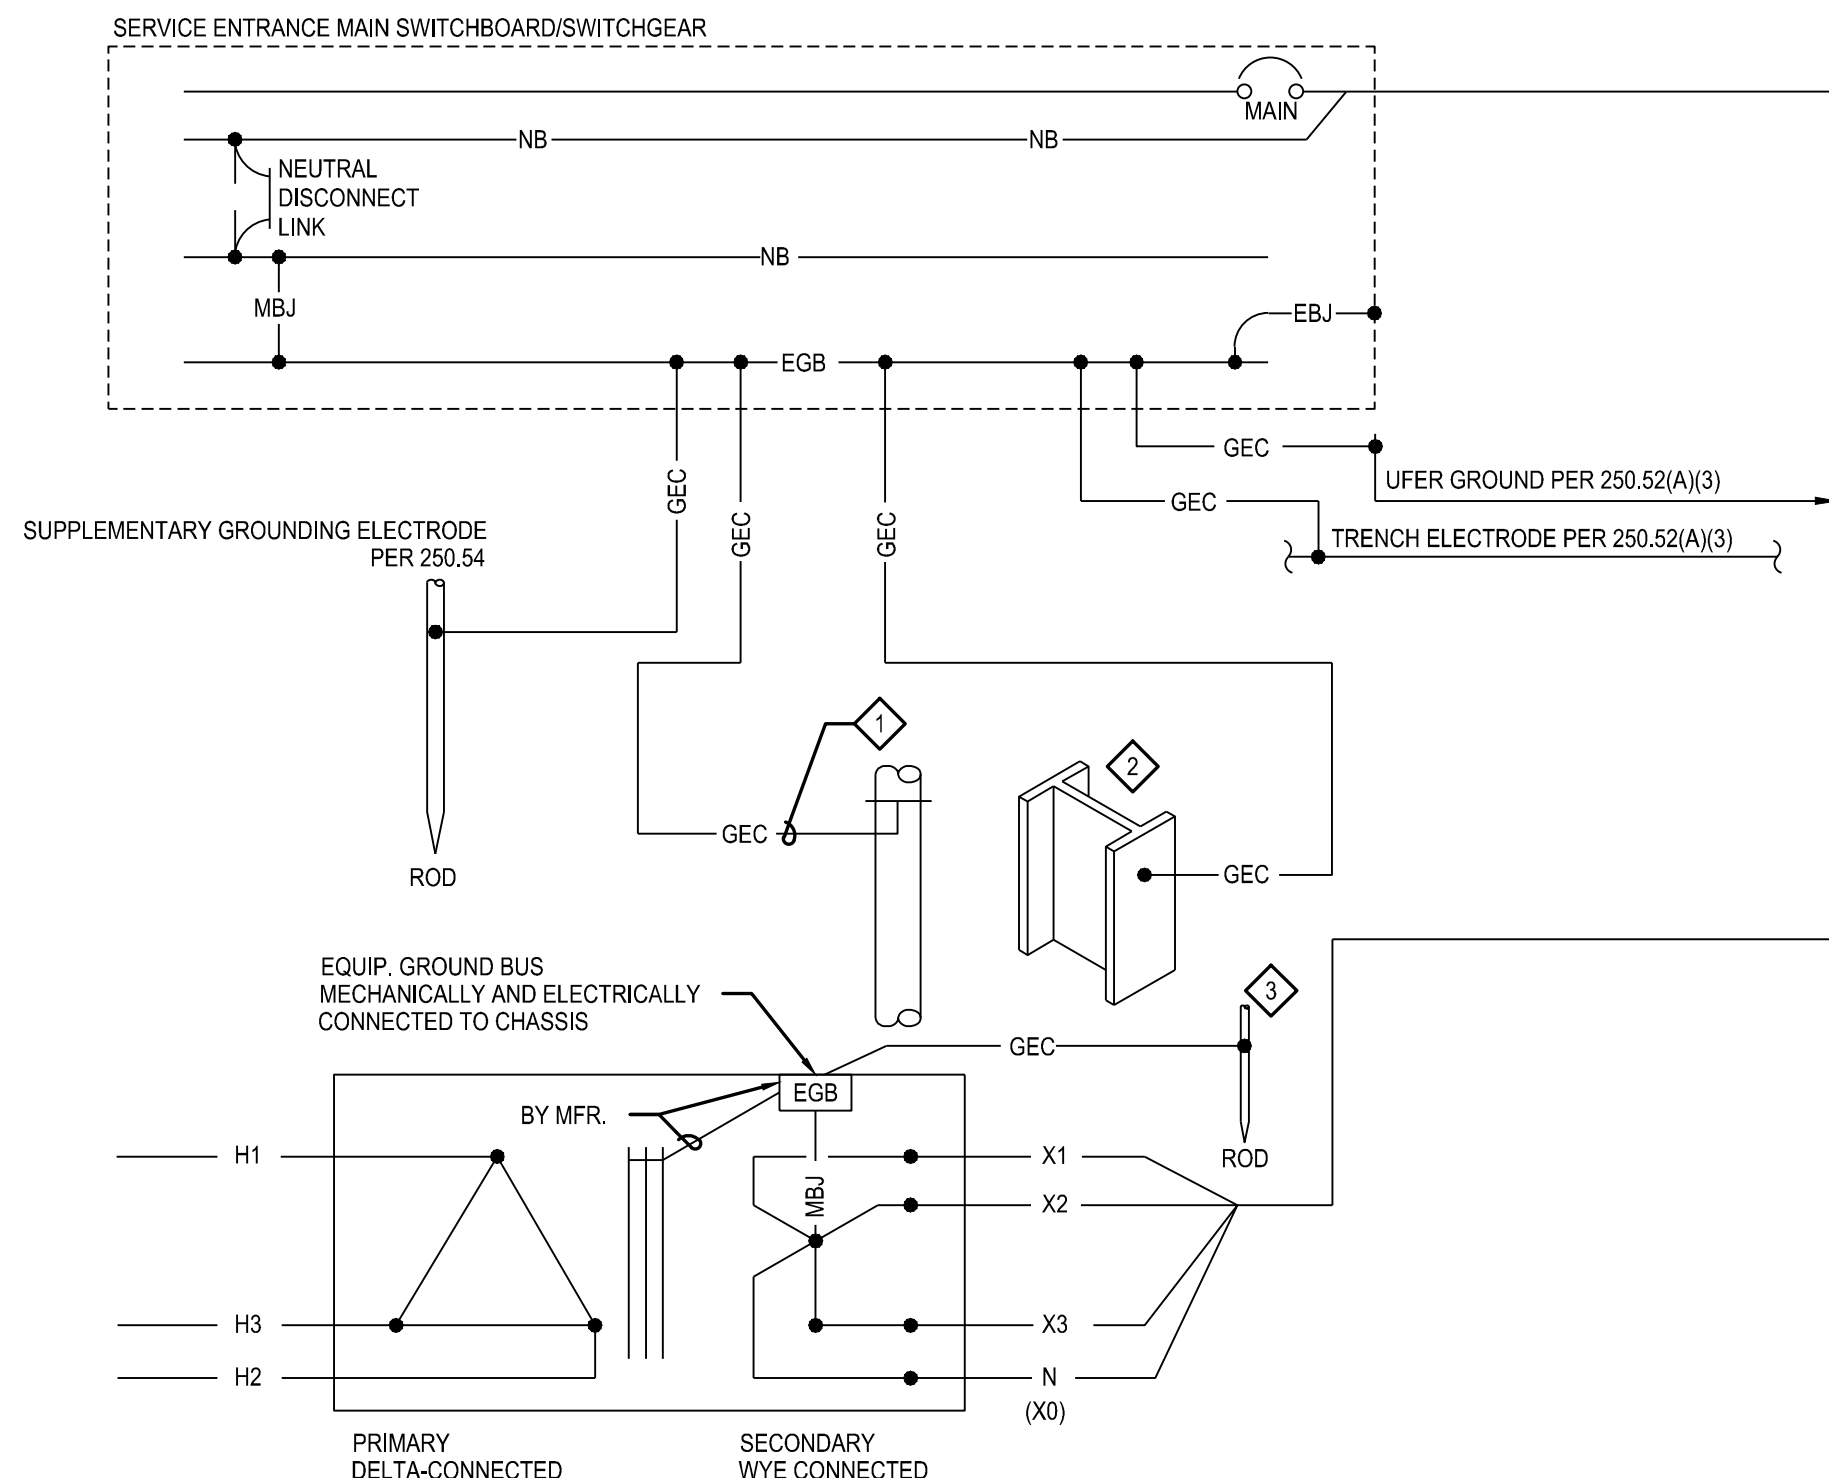 SERVICE ENTRANCE MAIN SWITCHBOARD/SWITCHGEAR
MAIN
NB
NB
NEUTRAL
DISCONNECT
LINK
NB
MBJ
EBJ
EGB
GEC
UFER GROUND PER 250.52(A)(3)
GEC
GEC
GEC
GEC
TRENCH ELECTRODE PER 250.52(A)(3)
SUPPLEMENTARY GROUNDING ELECTRODE
PER 250.54
1
2
GEC
GEC
ROD
EQUIP. GROUND BUS
MECHANICALLY AND ELECTRICALLY
CONNECTED TO CHASSIS
3
GEC
EGB
BY MFR.
H1
X1
ROD
MBJ
X2
H3
X3
H2
N
(X0)
PRIMARY
DELTA-CONNECTED
SECONDARY
WYE CONNECTED